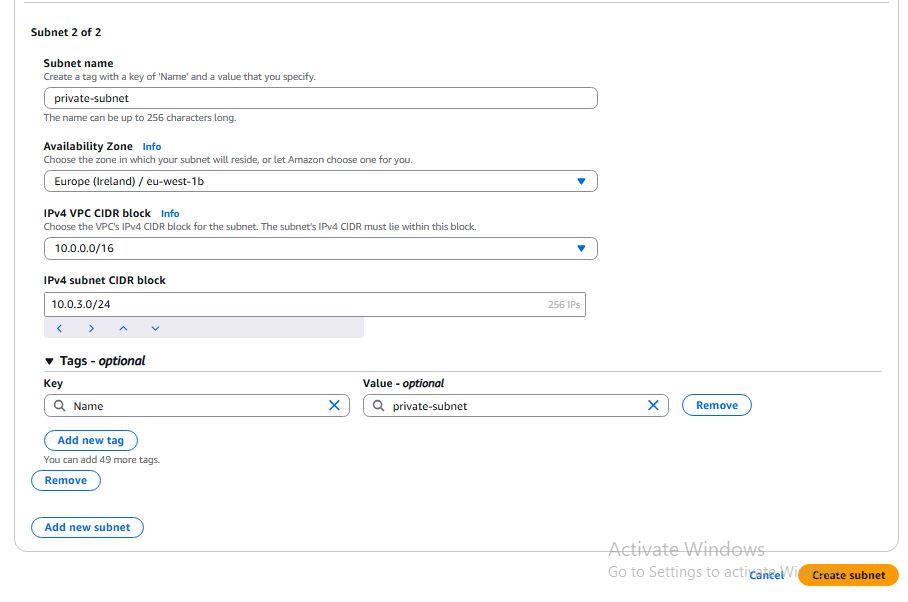 Subnet 2 of 2
Subnet name
Create a tag with a key of 'Name' and a value that you specify.
private-subnet
The name can be up to 256 characters long.
Availability Zone Info
Choose the zone in which your subnet will reside, or let Amazon choose one for you.
Europe (Ireland) / eu-west-1b
IPv4 VPC CIDR block Info
Choose the VPC's IPv4 CIDR block for the subnet. The subnet's IPv4 CIDR must lie within this block.
10.0.0.0/16
IPv4 subnet CIDR block
10.0.3.0/24 256 IPs
Tags - optional
Key Value - optional
Name private-subnet Remove
Add new tag
You can add 49 more tags.
Remove
Add new subnet
Activate Windows
Go to Settings to activate Windows.
Cancel Create subnet